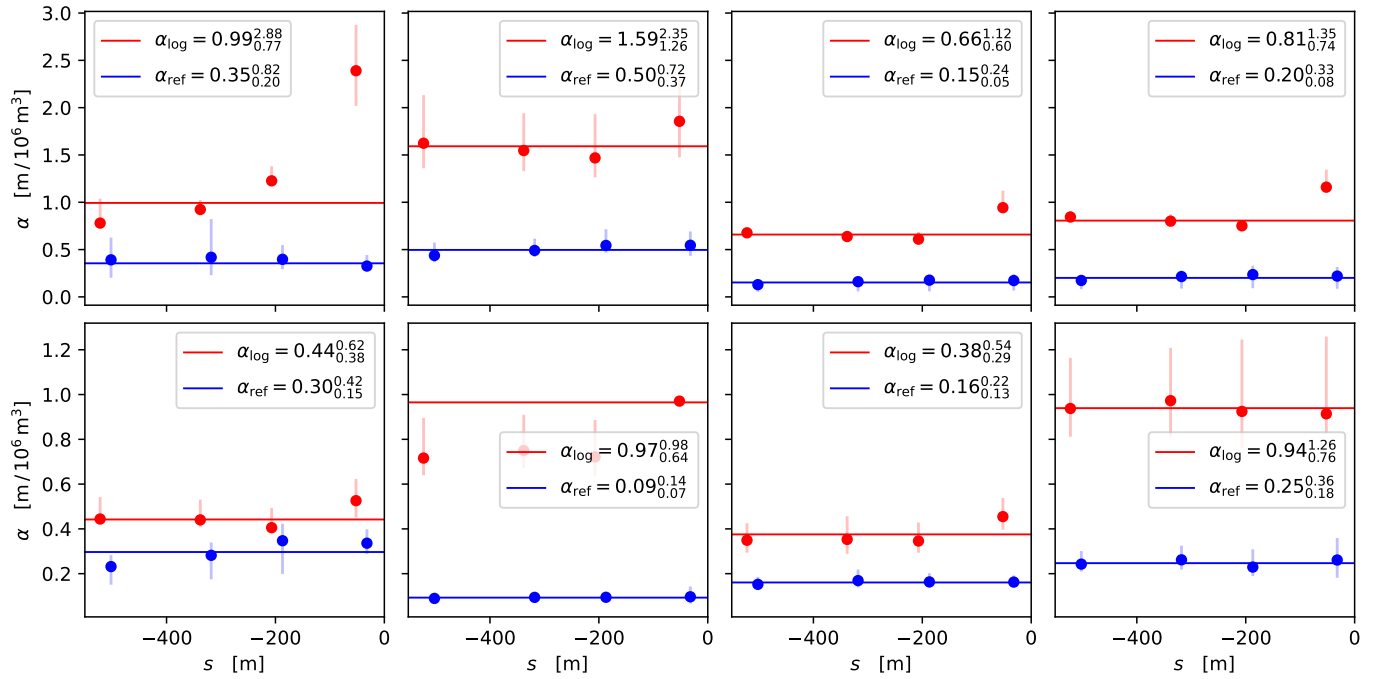 3.0
2.5
2.0
1.5
1.0
0.5
0.0
α [m / 10⁶ m³]
α_log = 0.99 2.88 0.77
α_ref = 0.35 0.82 0.20
α_log = 1.59 2.35 1.26
α_ref = 0.50 0.72 0.37
α_log = 0.66 1.12 0.60
α_ref = 0.15 0.24 0.05
α_log = 0.81 1.35 0.74
α_ref = 0.20 0.33 0.08
1.2
1.0
0.8
0.6
0.4
0.2
α [m / 10⁶ m³]
α_log = 0.44 0.62 0.38
α_ref = 0.30 0.42 0.15
α_log = 0.97 0.98 0.64
α_ref = 0.09 0.14 0.07
α_log = 0.38 0.54 0.29
α_ref = 0.16 0.22 0.13
α_log = 0.94 1.26 0.76
α_ref = 0.25 0.36 0.18
−400 −200 0
−400 −200 0
−400 −200 0
−400 −200 0
s [m]
s [m]
s [m]
s [m]